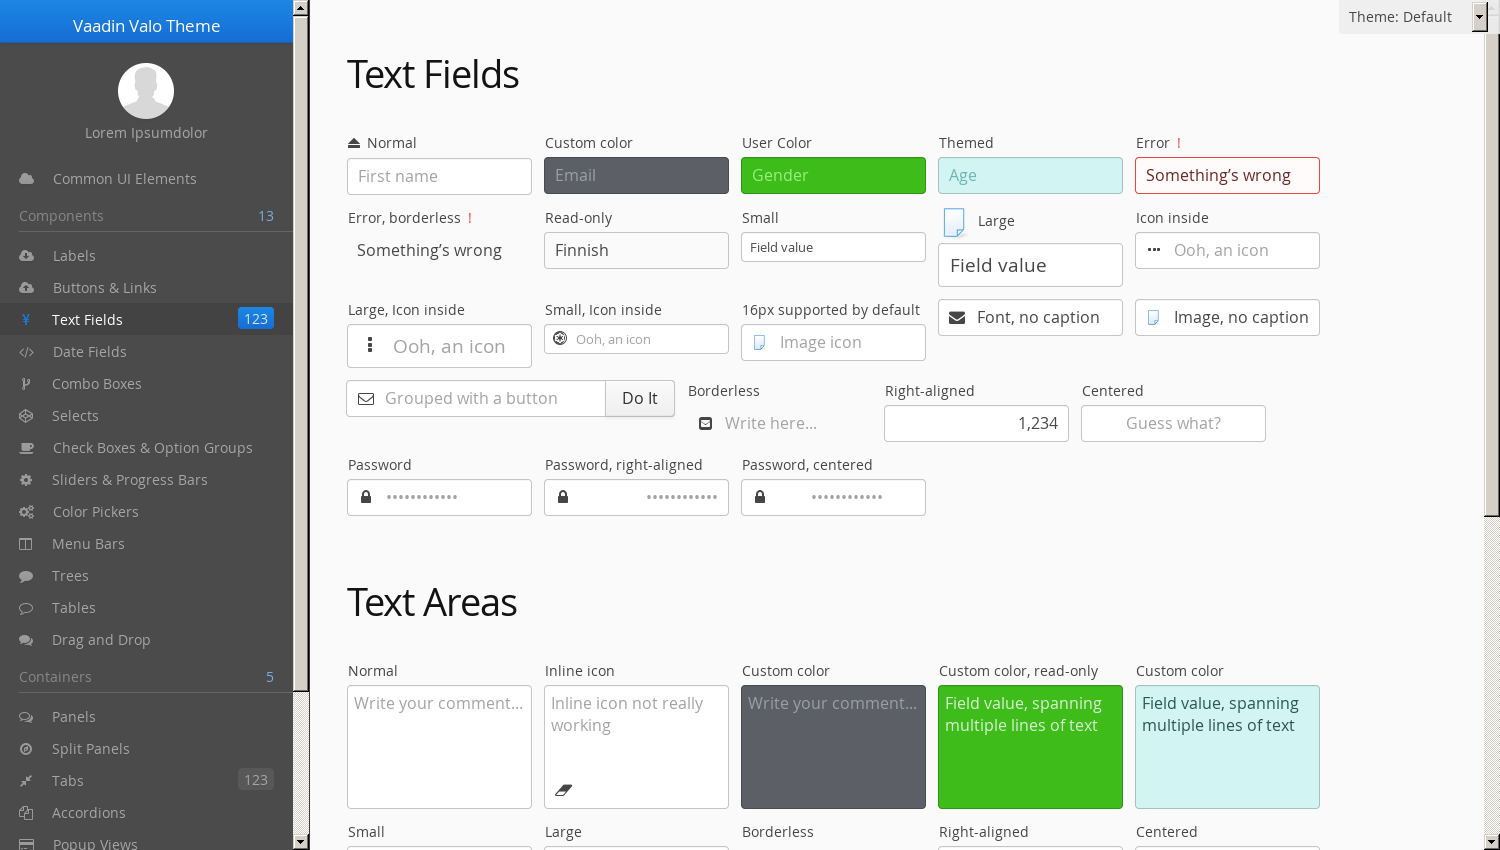 Vaadin Valo Theme
Lorem Ipsumdolor
Common UI Elements
Components 13
Labels
Buttons & Links
Text Fields 123
Date Fields
Combo Boxes
Selects
Check Boxes & Option Groups
Sliders & Progress Bars
Color Pickers
Menu Bars
Trees
Tables
Drag and Drop
Containers 5
Panels
Split Panels
Tabs 123
Accordions
Popup Views
Theme: Default
Text Fields
Normal
First name
Custom color
Email
User Color
Gender
Themed
Age
Error !
Something’s wrong
Error, borderless !
Something’s wrong
Read-only
Finnish
Small
Field value
Large
Field value
Icon inside
Ooh, an icon
Large, Icon inside
Ooh, an icon
Small, Icon inside
Ooh, an icon
16px supported by default
Image icon
Font, no caption
Image, no caption
Grouped with a button
Do It
Borderless
Write here...
Right-aligned
1,234
Centered
Guess what?
Password
••••••••••••
Password, right-aligned
••••••••••••
Password, centered
••••••••••••
Text Areas
Normal
Write your comment...
Inline icon
Inline icon not really
working
Custom color
Write your comment...
Custom color, read-only
Field value, spanning
multiple lines of text
Custom color
Field value, spanning
multiple lines of text
Small
Large
Borderless
Right-aligned
Centered